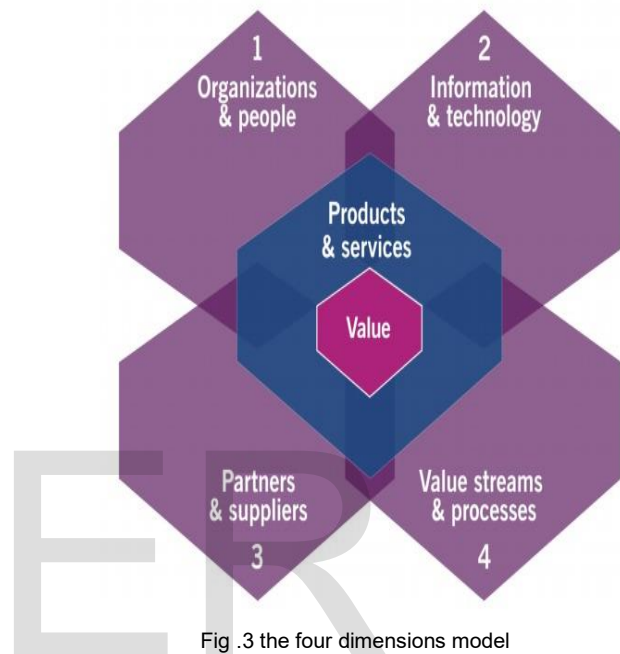 1
Organizations
& people
2
Information
& technology
Products
& services
Value
Partners
& suppliers
3
Value streams
& processes
4
ER
Fig .3 the four dimensions model